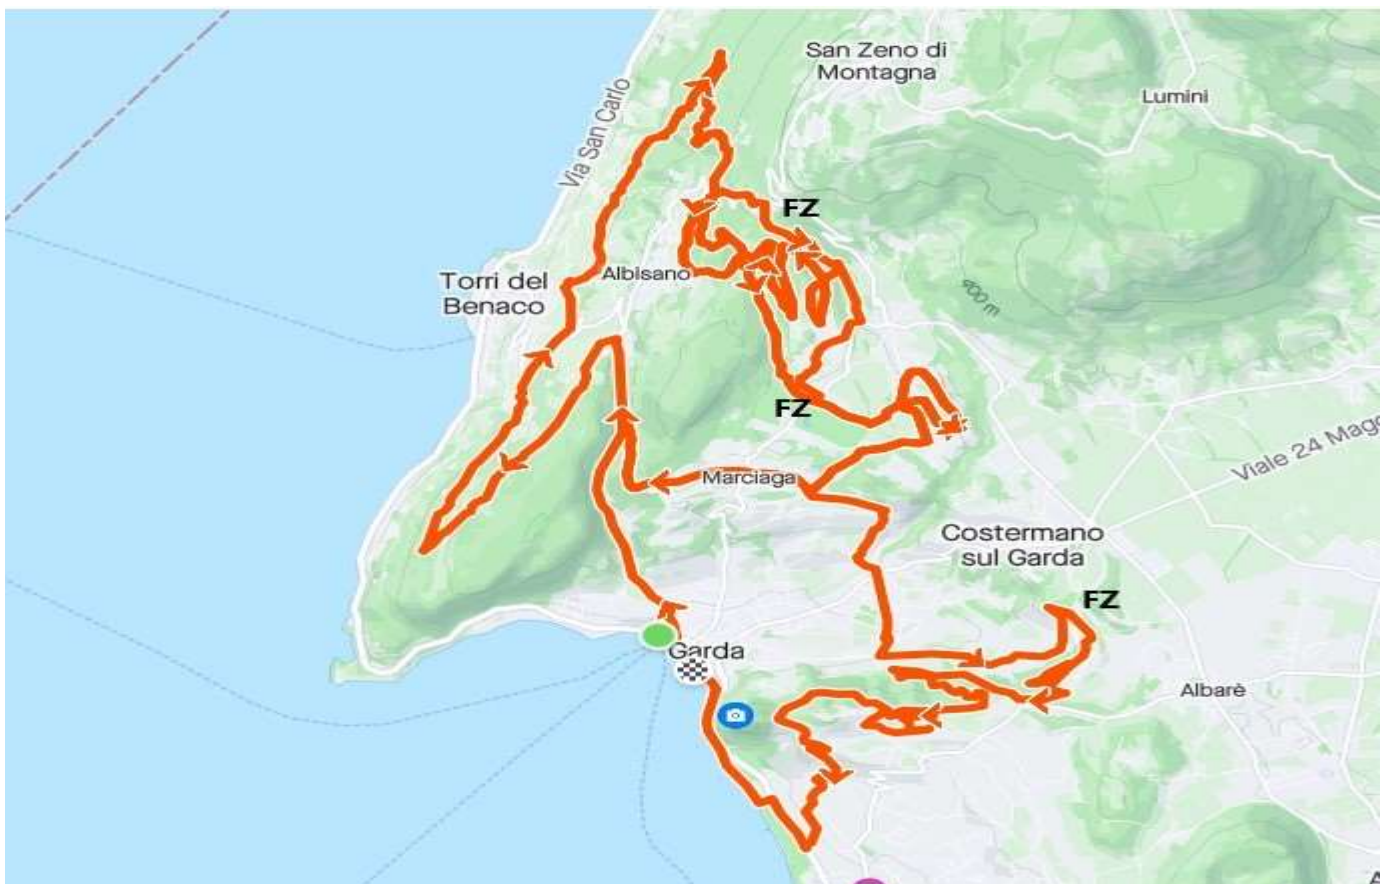 San Zeno di
Montagna
Lumini
Via San Carlo
FZ
Albisano
Torri del
Benaco
400 m
FZ
Viale 24 Magg
Marciaga
Costermano
sul Garda
FZ
Garda
Albarè
A